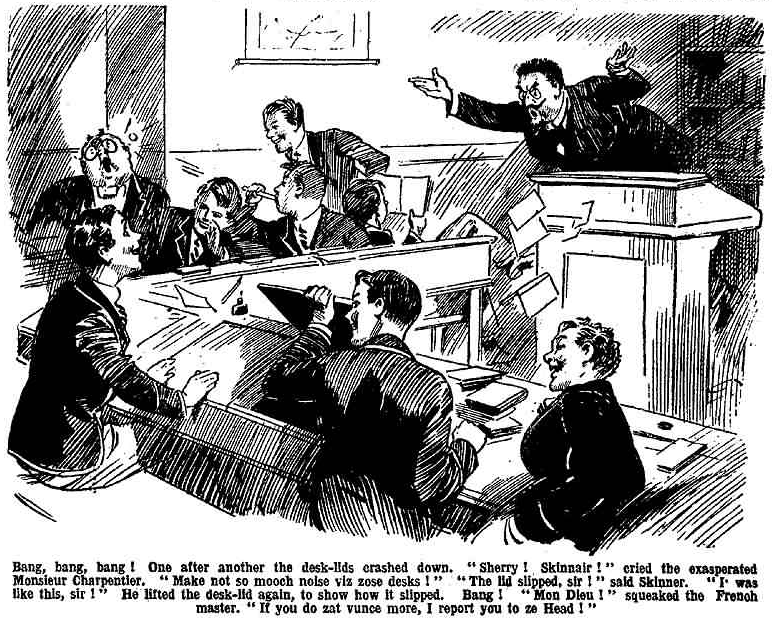 Bang, bang, bang! One after another the desk-lids crashed down. "Sherry! Skinnair!" cried the exasperated
Monsieur Charpentier. "Make not so mooch noise viz zose desks!" "The lid slipped, sir!" said Skinner. "I' was
like this, sir!" He lifted the desk-lid again, to show how it slipped. Bang! "Mon Dieu!" squeaked the French
master. "If you do zat vunce more, I report you to ze Head!"